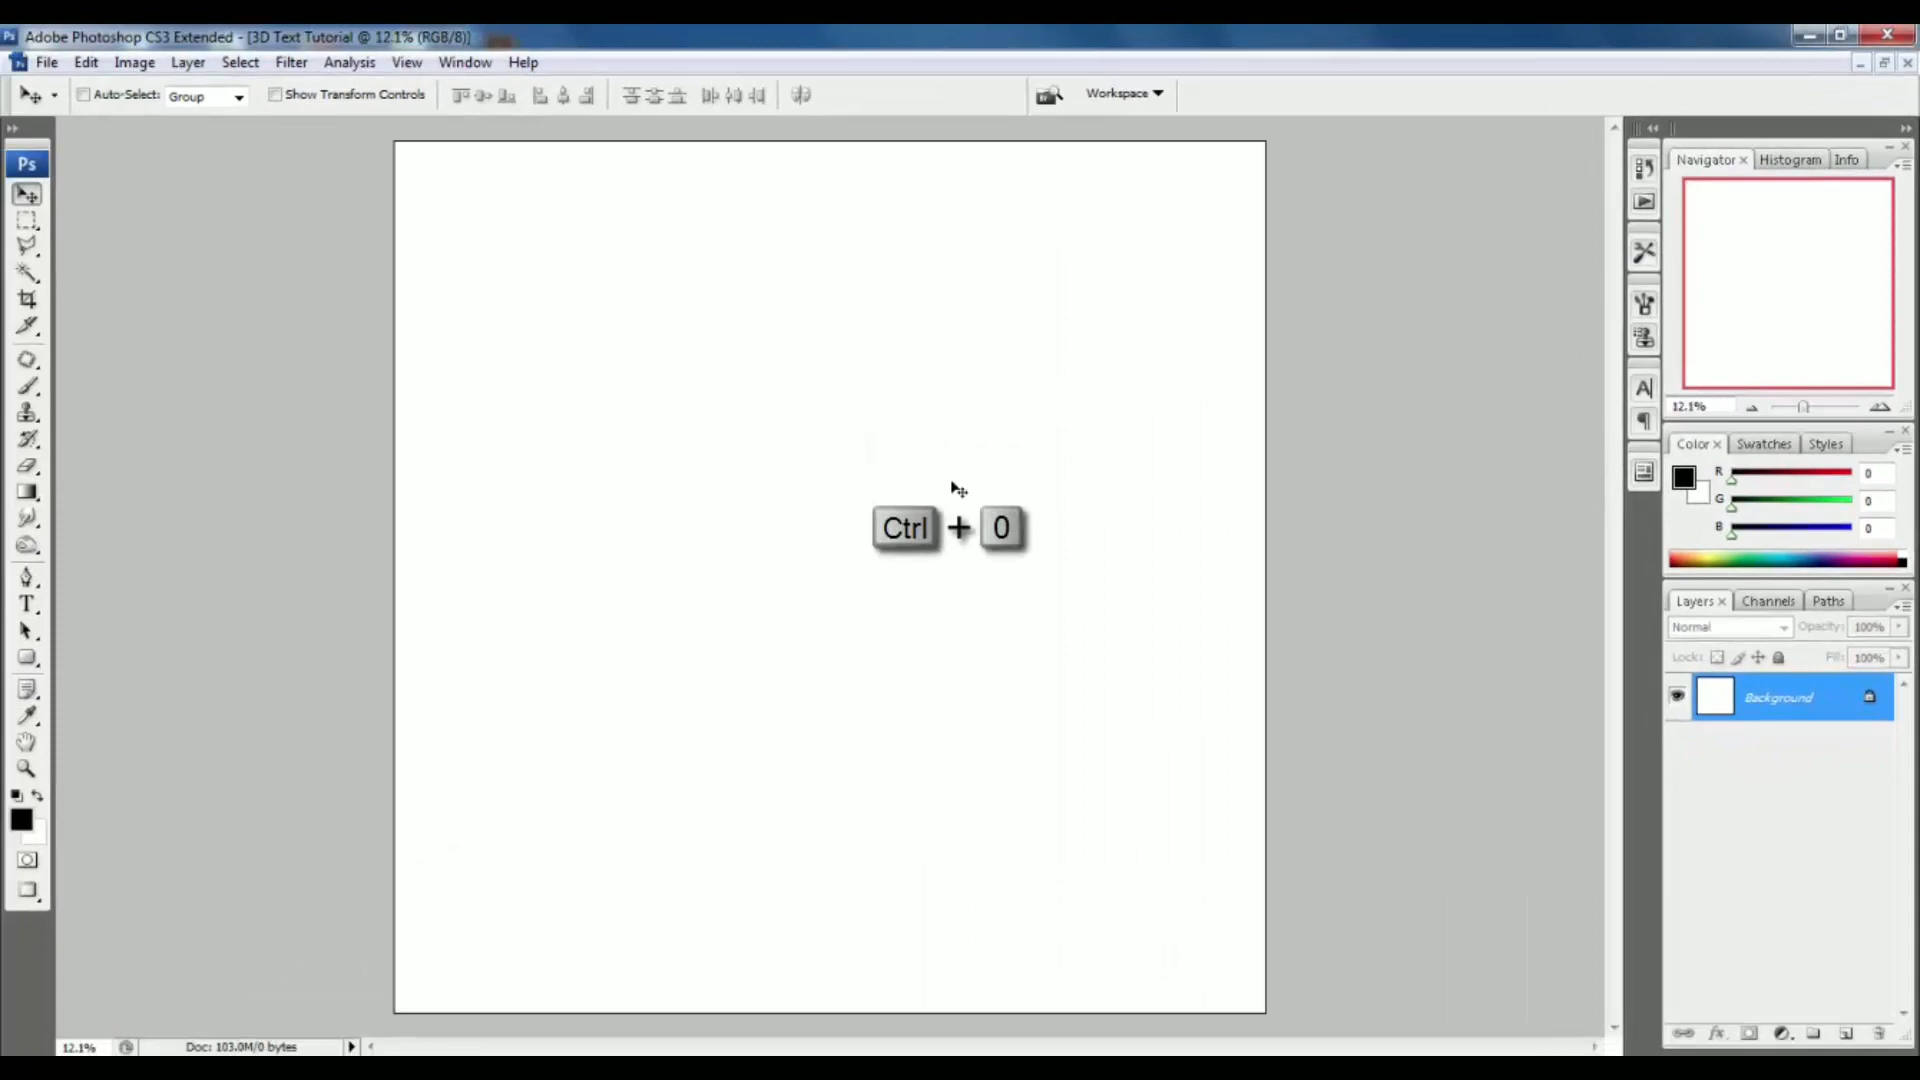 Ps Adobe Photoshop CS3 Extended - [3D Text Tutorial @ 12.1% (RGB/8)]
File Edit Image Layer Select Filter Analysis View Window Help
Auto-Select: Group Show Transform Controls Workspace
Ps
Navigator Histogram Info
12.1%
Color Swatches Styles
R 0
G 0
B 0
Ctrl + 0
T
A
Layers Channels Paths
Normal Opacity: 100%
Lock: Fill: 100%
Background
fx
12.1% Doc: 103.0M/0 bytes